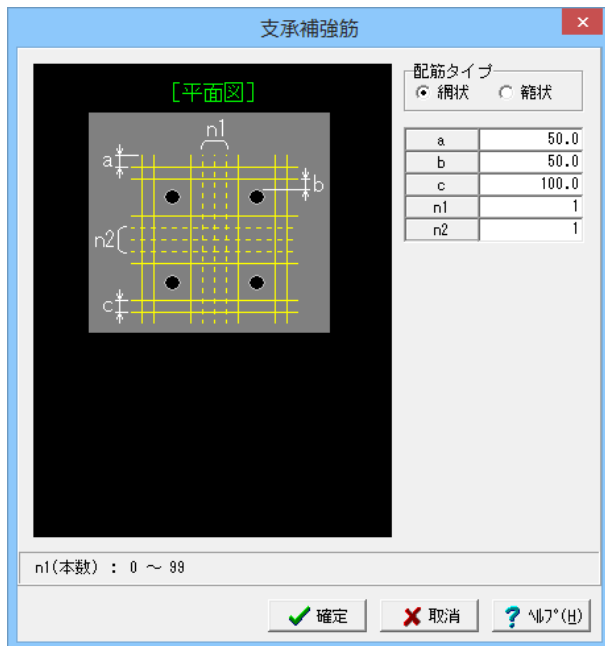 支承補強筋
[平面図]
n1
a
b
n2
c
配筋タイプ
網状 籠状
a 50.0
b 50.0
c 100.0
n1 1
n2 1
n1(本数) : 0 ～ 99
確定 取消 ヘルプ(H)